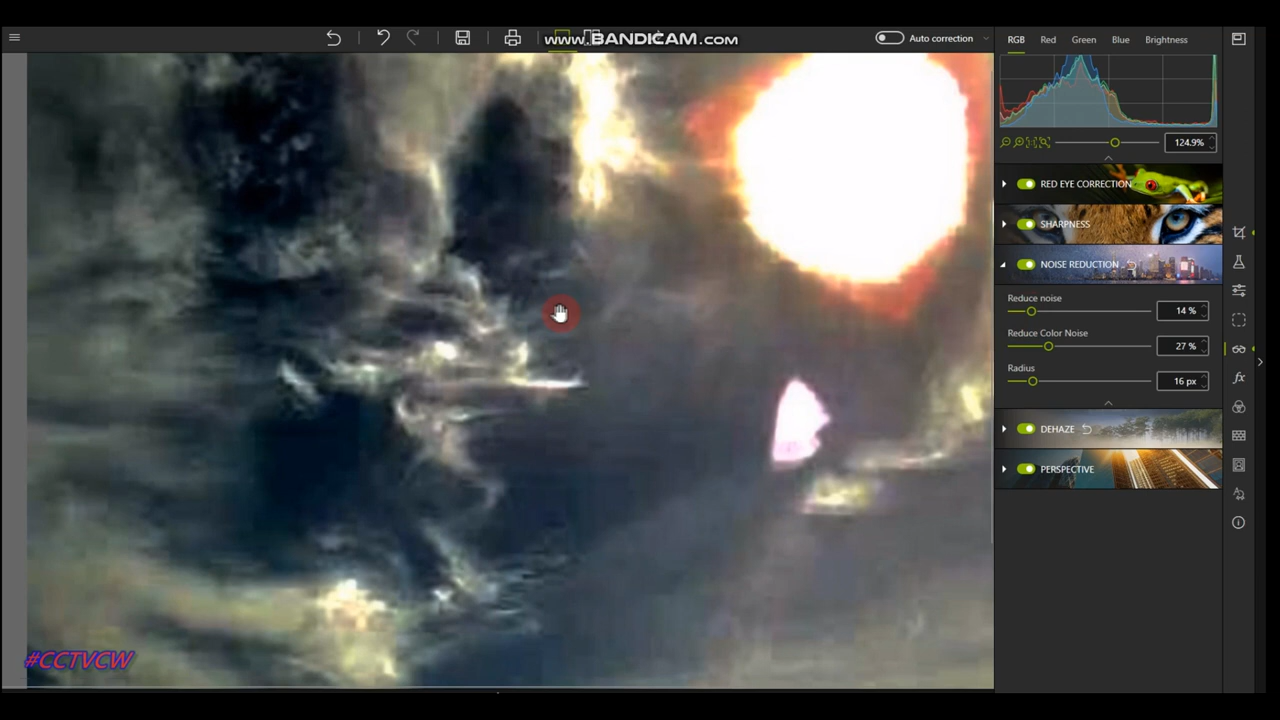 www.BANDICAM.com
Auto correction
RGB
Red
Green
Blue
Brightness
124.9%
RED EYE CORRECTION
SHARPNESS
NOISE REDUCTION
Reduce noise
14 %
Reduce Color Noise
27 %
Radius
16 px
DEHAZE
PERSPECTIVE
#CCTVCW